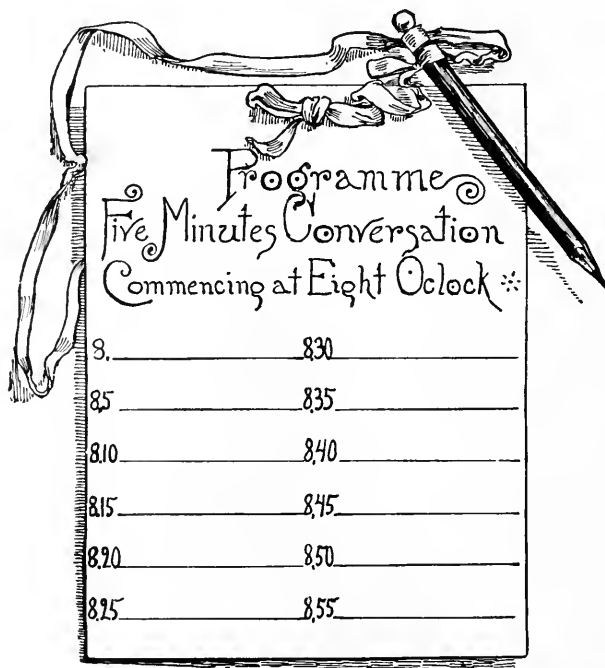 Programme
Five Minutes Conversation
Commencing at Eight Oclock
8. 8,30
8,5 8,35
8,10 8,40
8,15 8,45
8,20 8,50
8,25 8,55